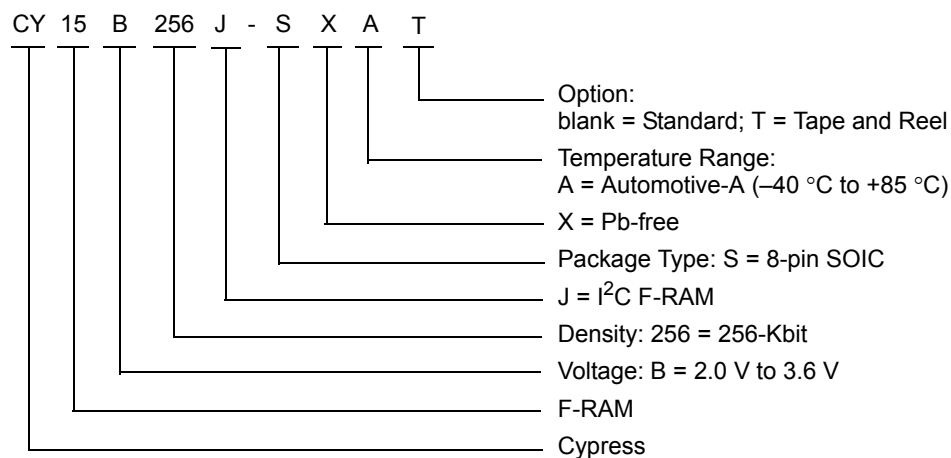 CY 15 B 256 J - S X A T
Option:
blank = Standard; T = Tape and Reel
Temperature Range:
A = Automotive-A (–40 °C to +85 °C)
X = Pb-free
Package Type: S = 8-pin SOIC
J = I²C F-RAM
Density: 256 = 256-Kbit
Voltage: B = 2.0 V to 3.6 V
F-RAM
Cypress